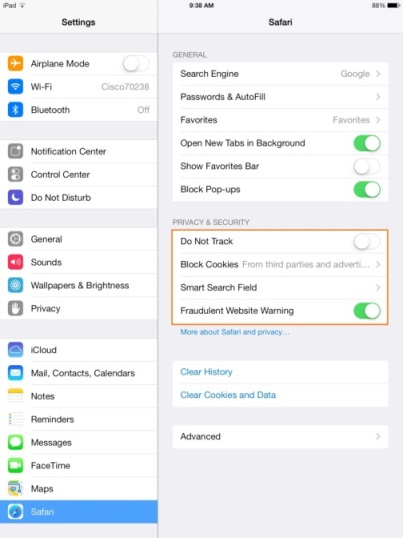 iPad 9:38 AM 88%
Settings
Safari
Airplane Mode
Wi-Fi Cisco70238
Bluetooth Off
Notification Center
Control Center
Do Not Disturb
General
Sounds
Wallpapers & Brightness
Privacy
iCloud
Mail, Contacts, Calendars
Notes
Reminders
Messages
FaceTime
Maps
Safari
GENERAL
Search Engine Google
Passwords & AutoFill
Favorites Favorites
Open New Tabs in Background
Show Favorites Bar
Block Pop-ups
PRIVACY & SECURITY
Do Not Track
Block Cookies From third parties and adverti...
Smart Search Field
Fraudulent Website Warning
More about Safari and privacy...
Clear History
Clear Cookies and Data
Advanced